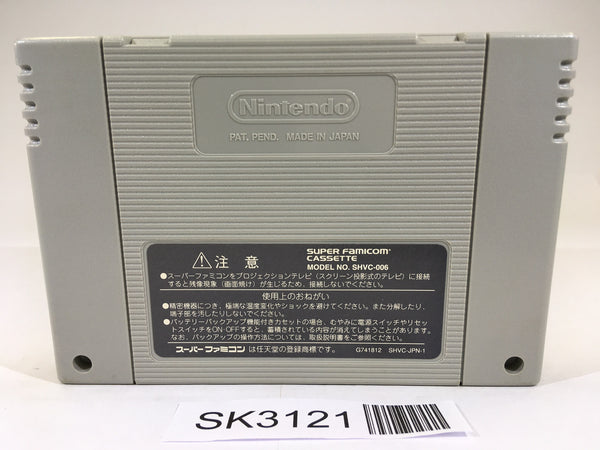 Nintendo
PAT. PEND. MADE IN JAPAN
⚠注意
SUPER FAMICOM
CASSETTE
MODEL NO. SHVC-006
●スーパーファミコンをプロジェクションテレビ(スクリーン投影式のテレビ)に接続
すると残像現象(画面焼け)が生じるため、接続しないでください。
使用上のおねがい
●精密機器につき、極端な温度変化やショックを避けてください。また分解したり、
端子部を汚したりしないでください。
●バッテリーバックアップ機能付きカセットの場合、むやみに電源スイッチやリセッ
トスイッチをON-OFFすると、蓄積されている内容が消えてしまうことがあります。
なお、バックアップの操作方法については、取扱説明書をご参照ください。
スーパーファミコンは任天堂の登録商標です。 G741812 SHVC-JPN-1
SK3121